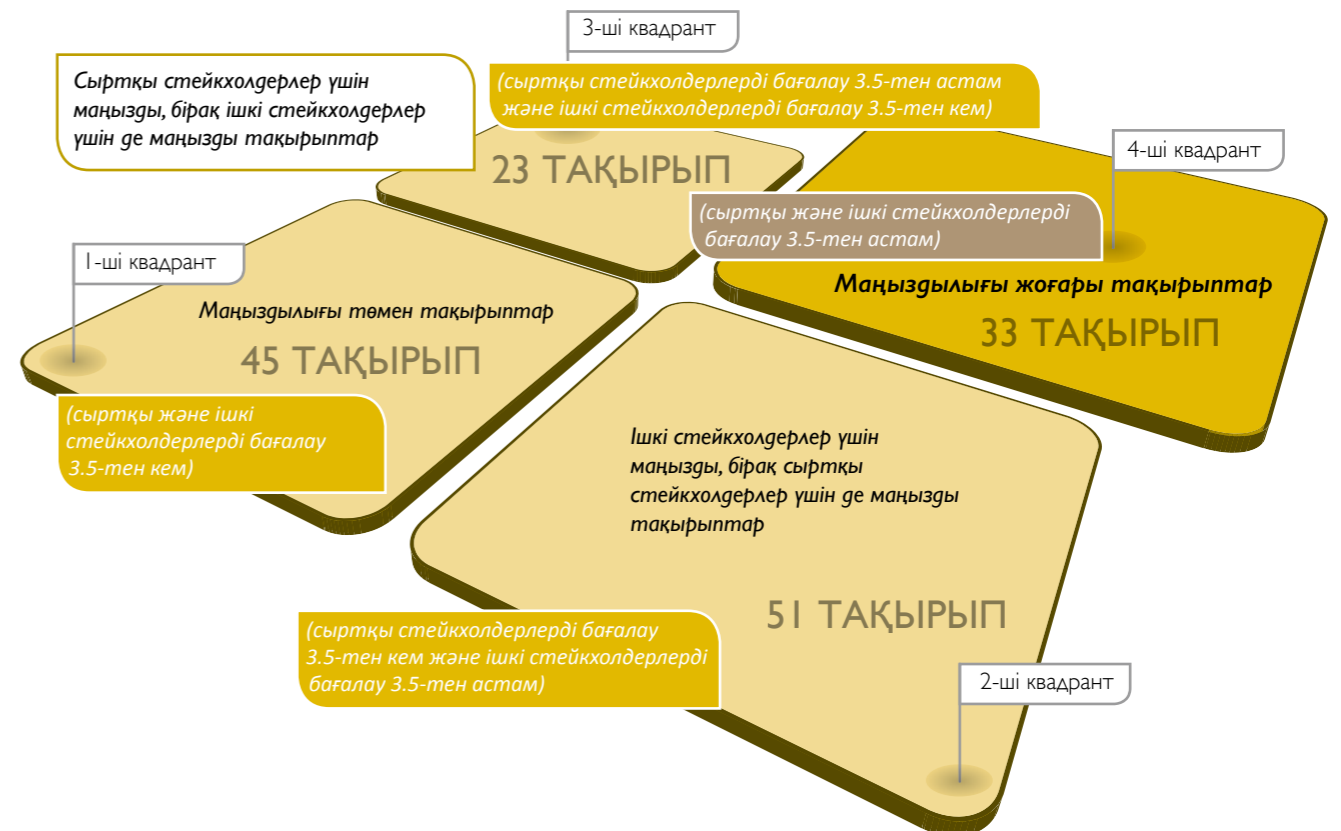 3-ші квадрант
Сыртқы стейкхолдерлер үшін
маңызды, бірақ ішкі стейкхолдерлер
үшін де маңызды тақырыптар
(сыртқы стейкхолдерлерді бағалау 3.5-тен астам
және ішкі стейкхолдерлерді бағалау 3.5-тен кем)
23 ТАҚЫРЫП
4-ші квадрант
(сыртқы және ішкі стейкхолдерлерді
бағалау 3.5-тен астам)
Маңыздылығы жоғары тақырыптар
33 ТАҚЫРЫП
1-ші квадрант
Маңыздылығы төмен тақырыптар
45 ТАҚЫРЫП
(сыртқы және ішкі
стейкхолдерлерді бағалау
3.5-тен кем)
Ішкі стейкхолдерлер үшін
маңызды, бірақ сыртқы
стейкхолдерлер үшін де маңызды
тақырыптар
51 ТАҚЫРЫП
(сыртқы стейкхолдерлерді бағалау
3.5-тен кем және ішкі стейкхолдерлерді
бағалау 3.5-тен астам)
2-ші квадрант